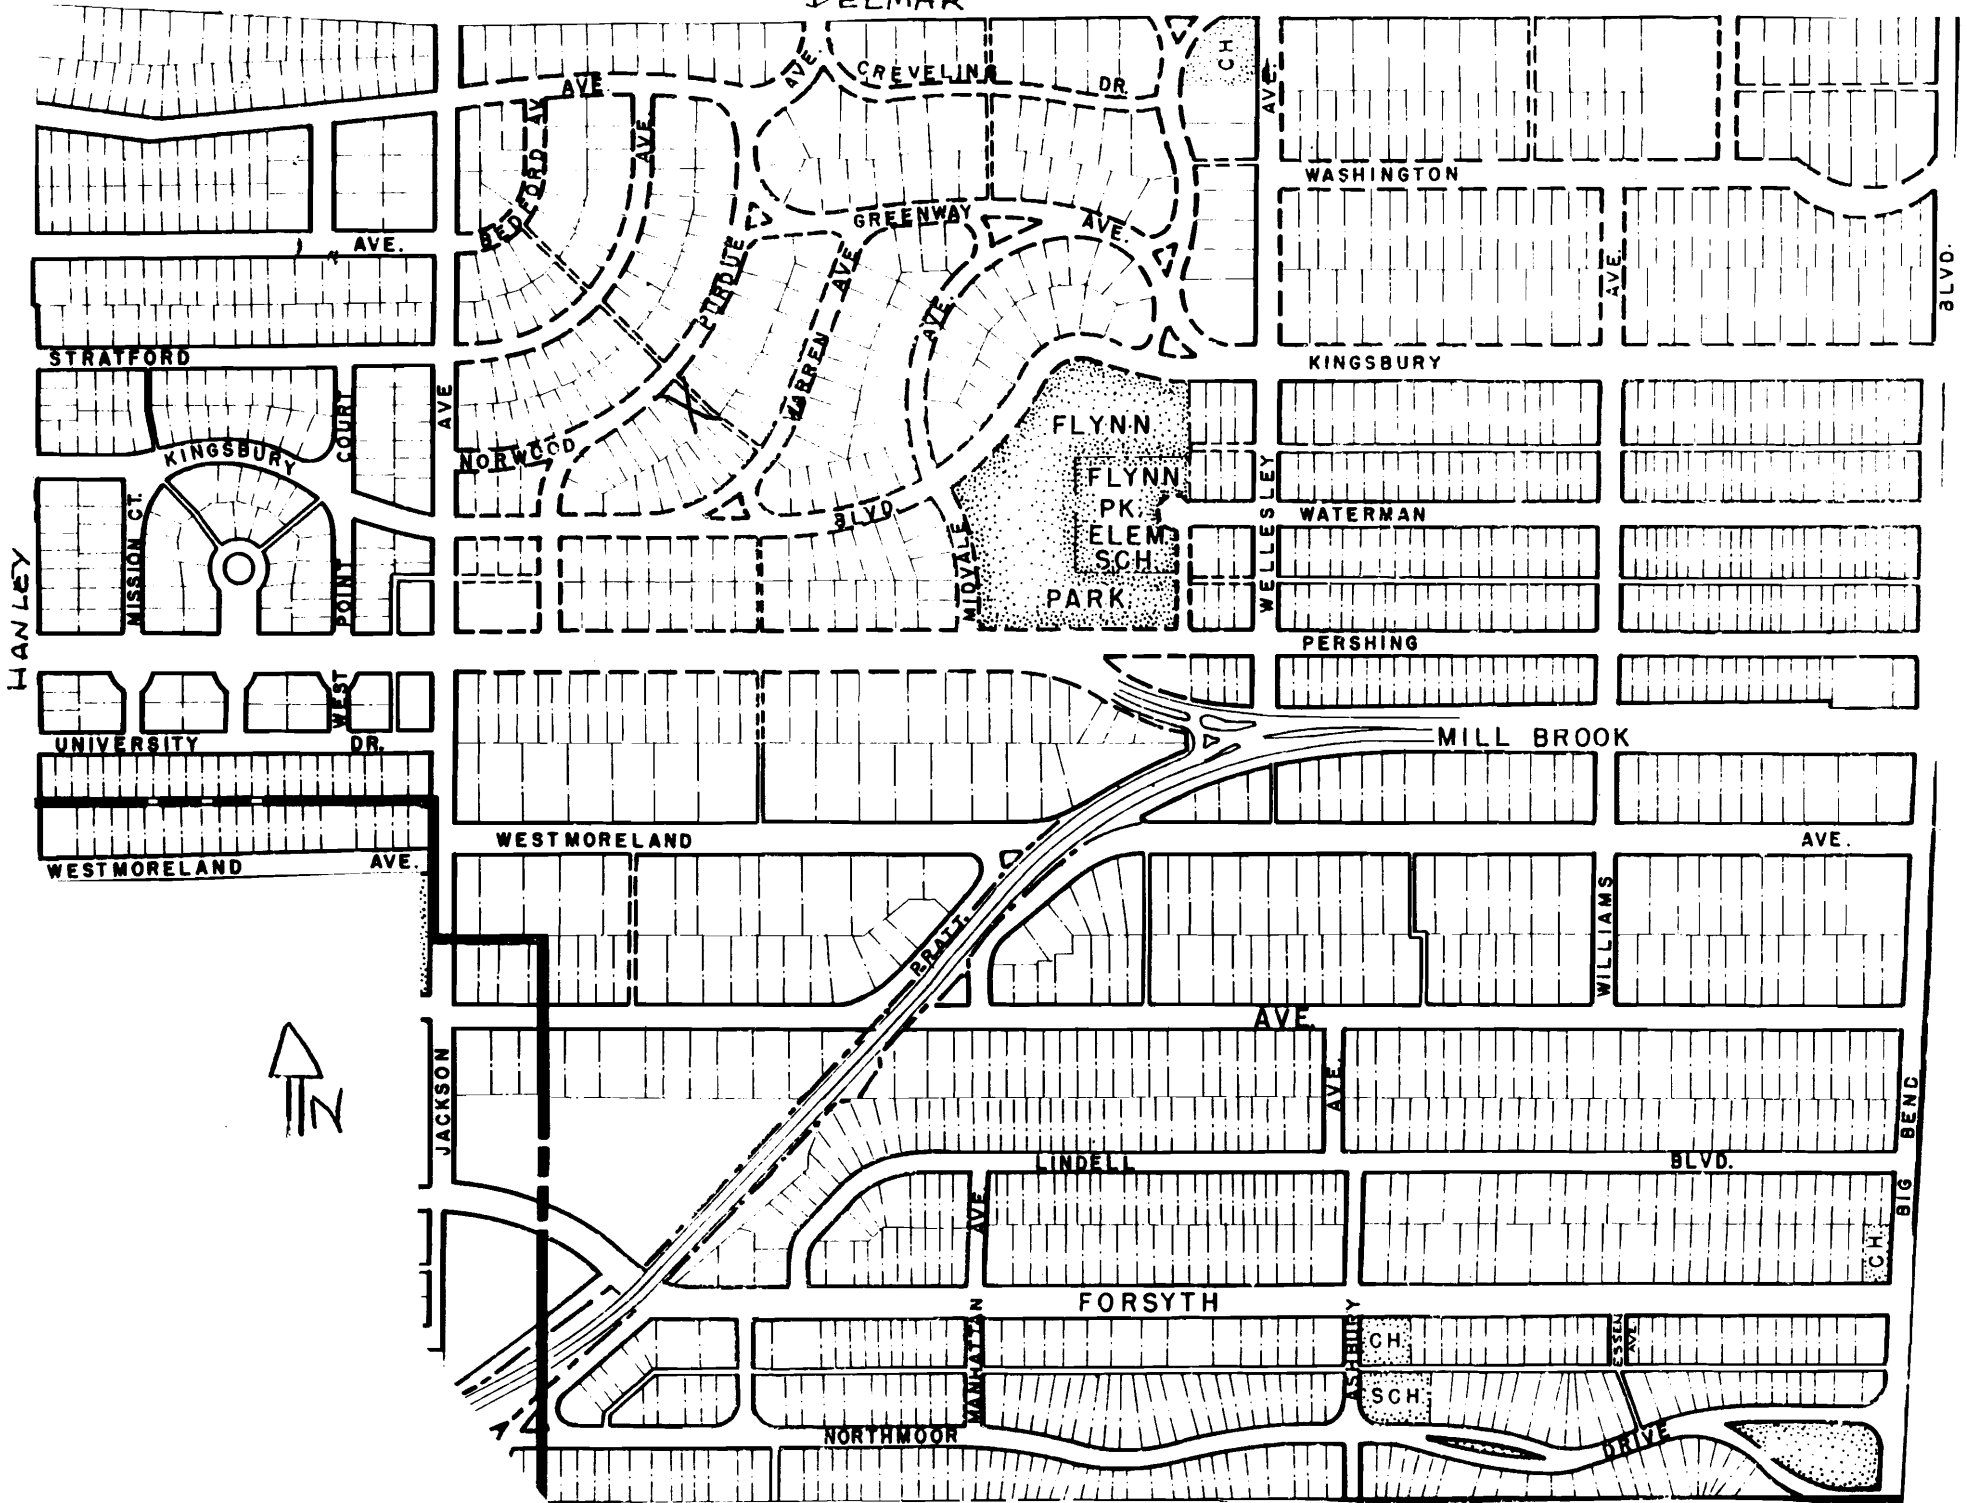 DELMAR
AVE.
CREVELING
DR.
CH
AVE.
AVE.
BEDFORD AV.
AVE.
WASHINGTON
GREENWAY
AVE.
AVE.
PURDUE
AVE.
AVE.
BLVD.
STRATFORD
WARREN
AVE.
KINGSBURY
AVE
COURT
FLYNN
KINGSBURY
NORWOOD
FLYNN
PK.
ELEM.
SCH.
PARK
WELLESLEY
WATERMAN
BLVD.
MISSION CT.
MIDVALE
HANLEY
POINT
WEST
PERSHING
UNIVERSITY
DR.
MILL BROOK
WESTMORELAND
AVE.
WESTMORELAND
AVE.
WILLIAMS
PRATT
AVE.
N
JACKSON
AVE.
BIG BEND
LINDELL
BLVD.
AVE.
CH.
FORSYTH
MANHATTAN
ASHBURY
CH.
ESSEN
AVE.
SCH.
NORTHMOOR
DRIVE